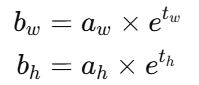 b_w = a_w × e^{t_w}
b_h = a_h × e^{t_h}